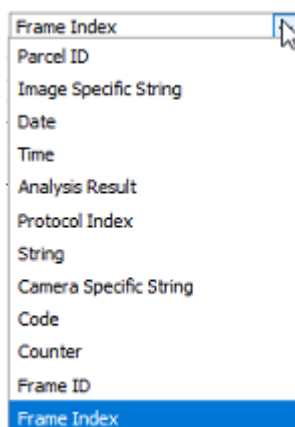 Frame Index
Parcel ID
Image Specific String
Date
Time
Analysis Result
Protocol Index
String
Camera Specific String
Code
Counter
Frame ID
Frame Index